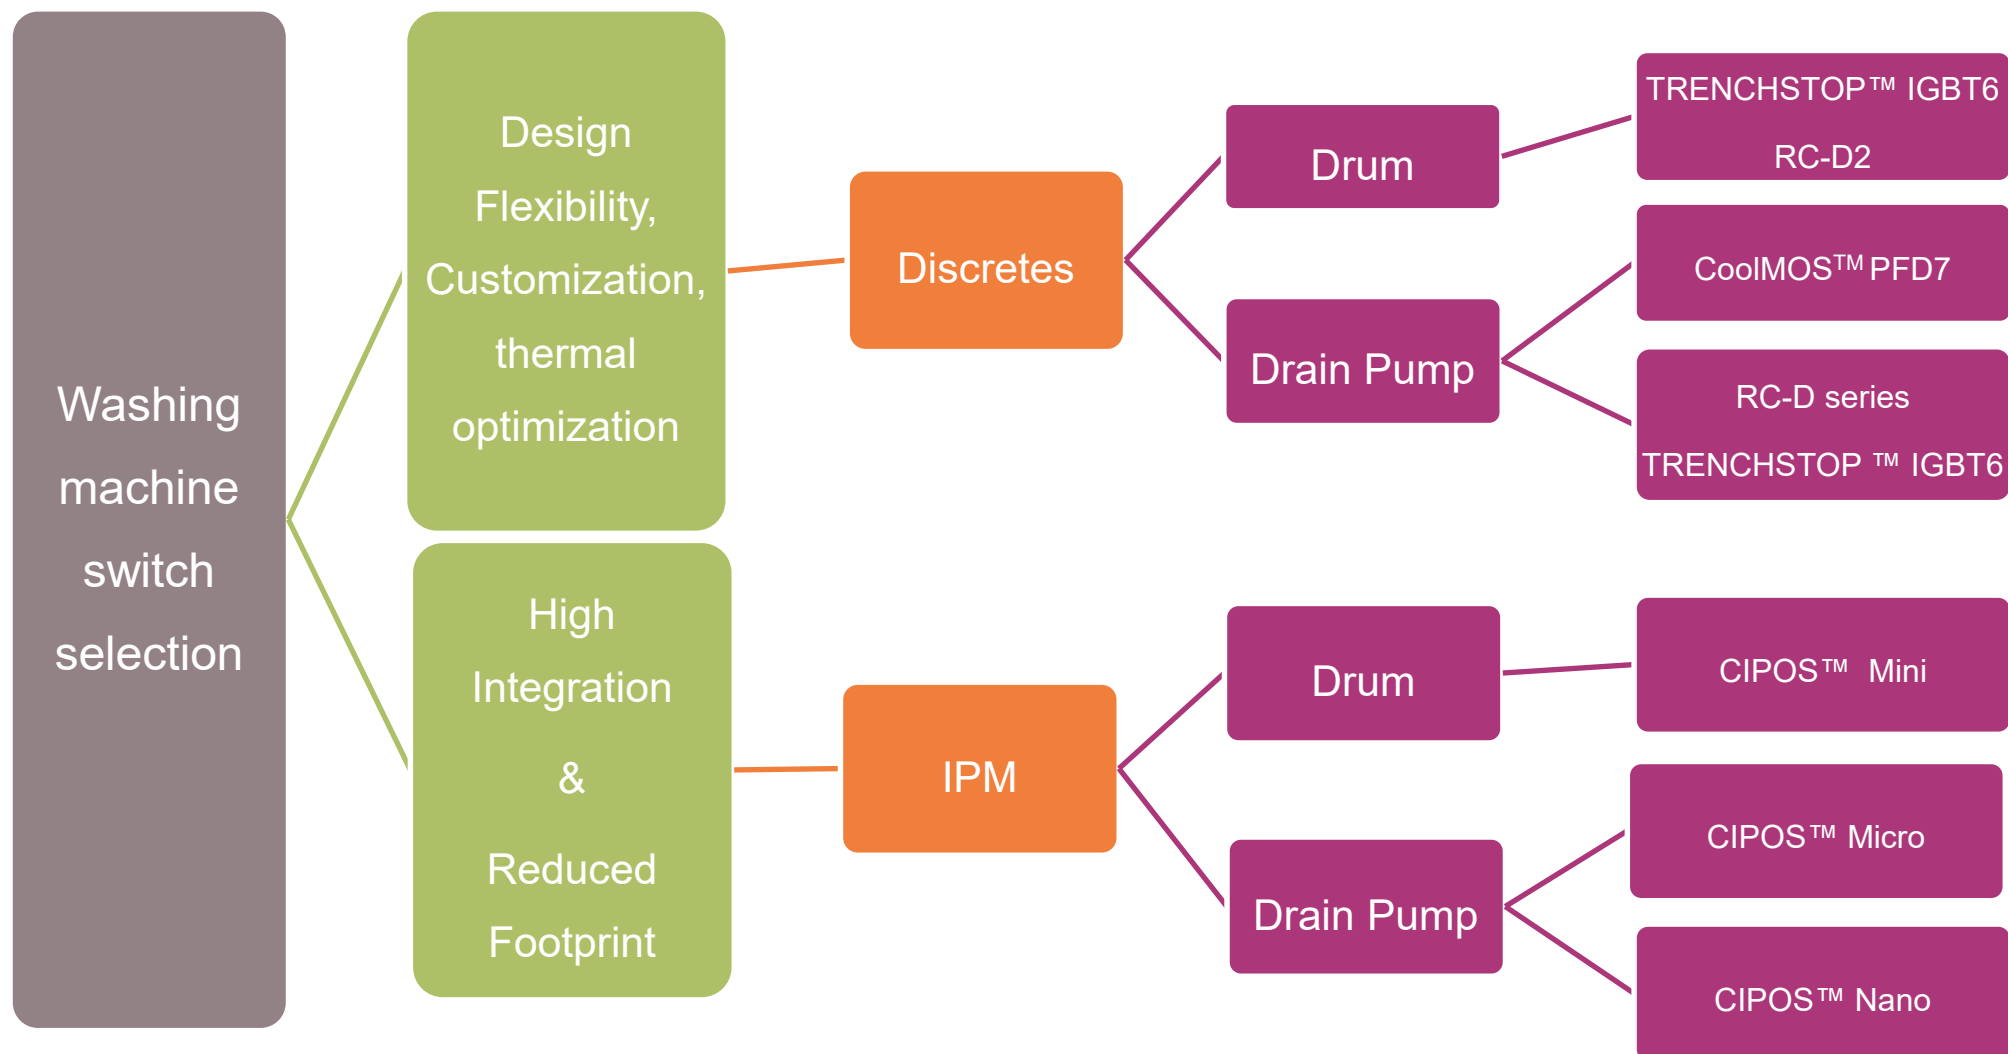 Washing
machine
switch
selection
Design
Flexibility,
Customization,
thermal
optimization
High
Integration
&
Reduced
Footprint
Discretes
IPM
Drum
Drain Pump
Drum
Drain Pump
TRENCHSTOP™ IGBT6
RC-D2
CoolMOS™ PFD7
RC-D series
TRENCHSTOP ™ IGBT6
CIPOS™ Mini
CIPOS™ Micro
CIPOS™ Nano